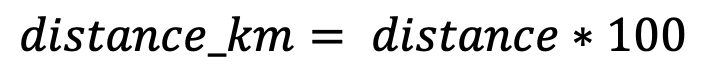 distance_km = distance * 100